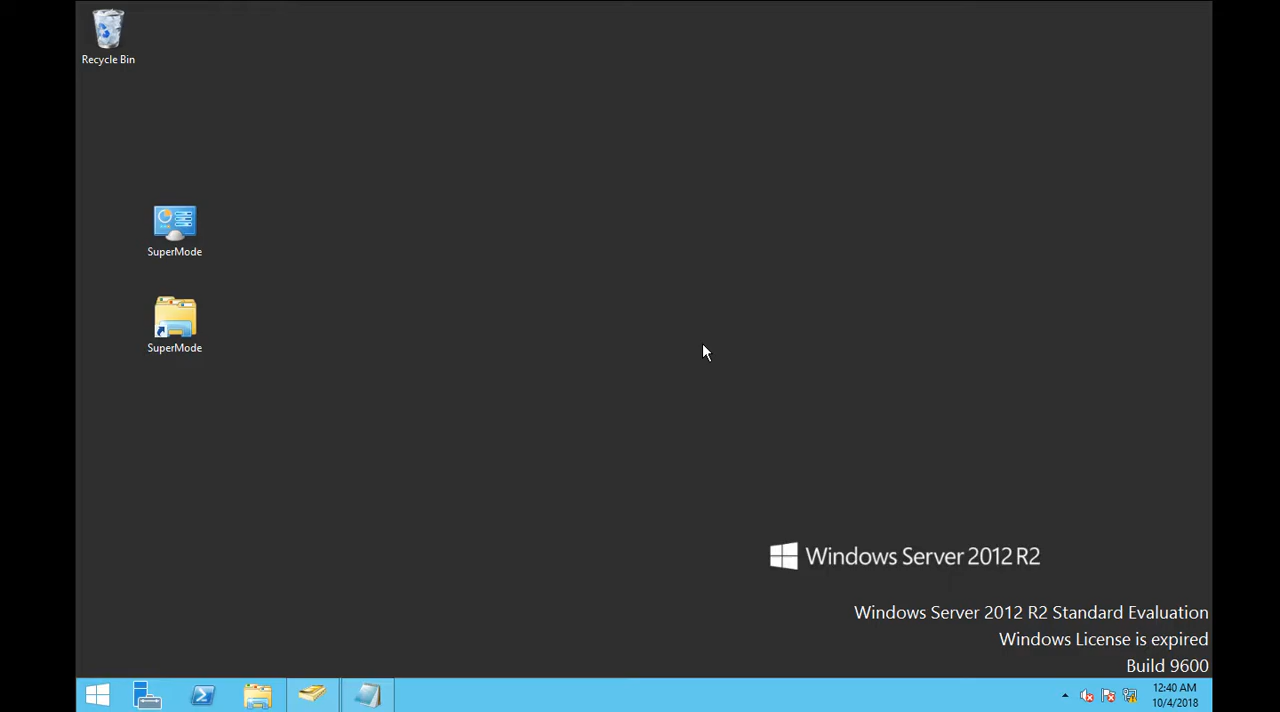 Recycle Bin
SuperMode
SuperMode
Windows Server 2012 R2
Windows Server 2012 R2 Standard Evaluation
Windows License is expired
Build 9600
12:40 AM
10/4/2018